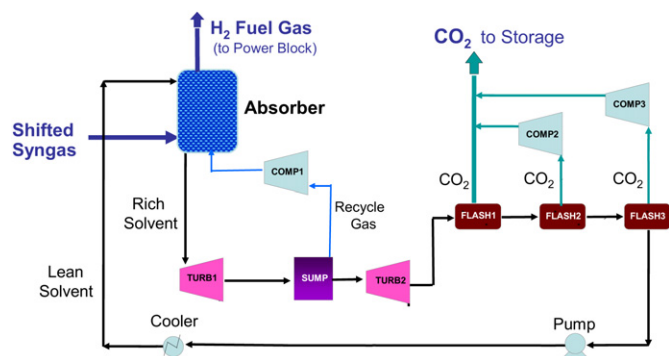 H2 Fuel Gas
(to Power Block)
CO2 to Storage
Absorber
Shifted
Syngas
COMP3
COMP2
COMP1
CO2
CO2
CO2
Rich
Solvent
Recycle
Gas
FLASH1
FLASH2
FLASH3
TURB1
SUMP
TURB2
Lean
Solvent
Cooler
Pump